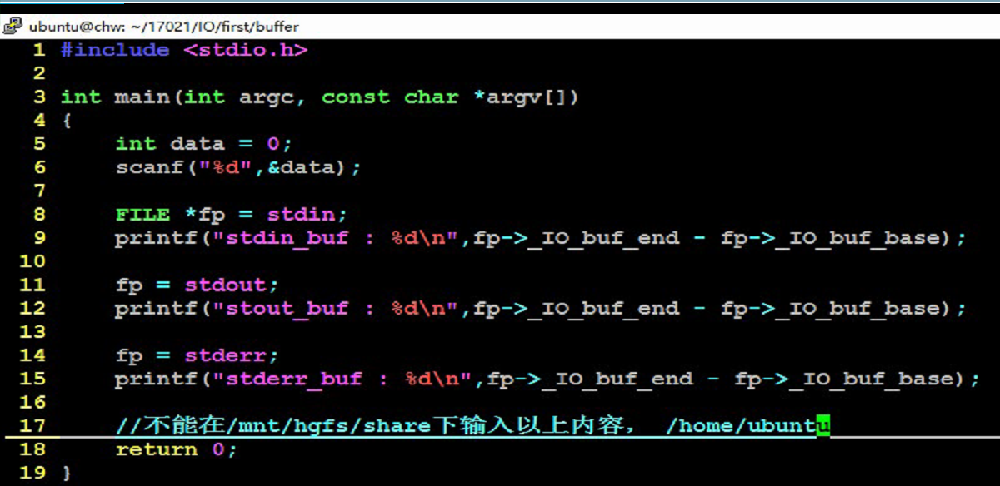 ubuntu@chw: ~/17021/IO/first/buffer
1 #include <stdio.h>
2
3 int main(int argc, const char *argv[])
4 {
5     int data = 0;
6     scanf("%d",&data);
7
8     FILE *fp = stdin;
9     printf("stdin_buf : %d\n",fp->_IO_buf_end - fp->_IO_buf_base);
10
11     fp = stdout;
12     printf("stout_buf : %d\n",fp->_IO_buf_end - fp->_IO_buf_base);
13
14     fp = stderr;
15     printf("stderr_buf : %d\n",fp->_IO_buf_end - fp->_IO_buf_base);
16
17     //不能在/mnt/hgfs/share下输入以上内容， /home/ubuntu
18     return 0;
19 }